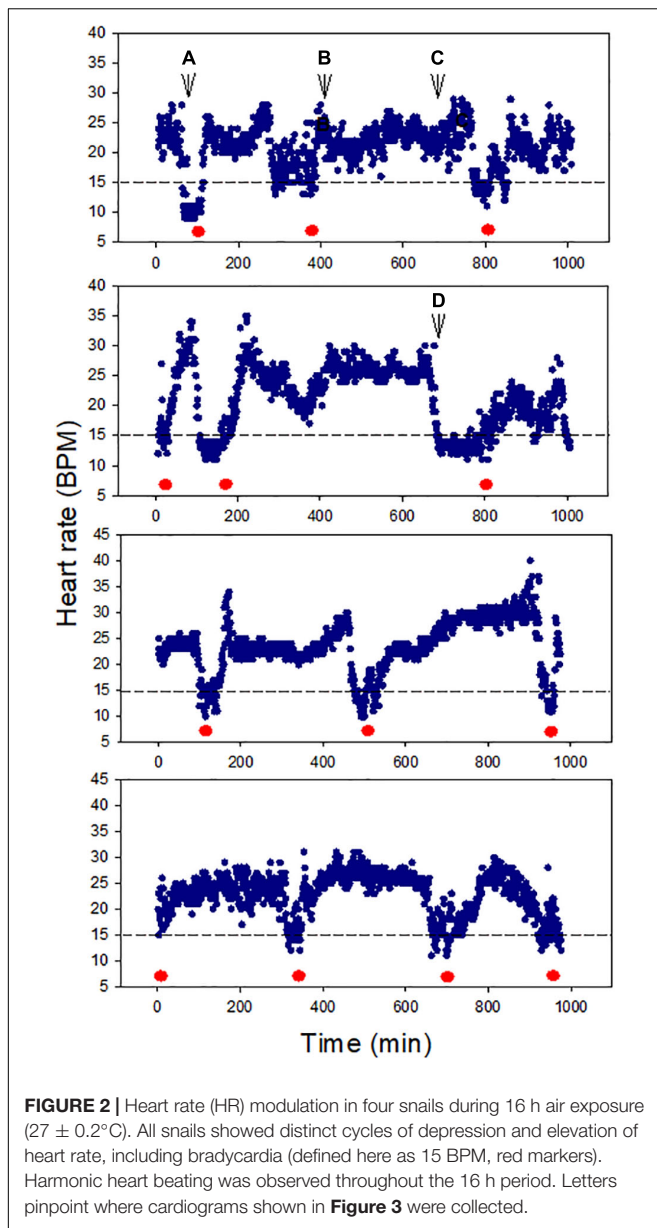 A B C
40
35
30
25
20
15
10
5
B
C
0 200 400 600 800 1000
D
40
35
30
25
20
15
10
5
0 200 400 600 800 1000
Heart rate (BPM)
45
40
35
30
25
20
15
10
5
0 200 400 600 800 1000
45
40
35
30
25
20
15
10
5
0 200 400 600 800 1000
Time (min)
FIGURE 2 | Heart rate (HR) modulation in four snails during 16 h air exposure
(27 ± 0.2°C). All snails showed distinct cycles of depression and elevation of
heart rate, including bradycardia (defined here as 15 BPM, red markers).
Harmonic heart beating was observed throughout the 16 h period. Letters
pinpoint where cardiograms shown in Figure 3 were collected.